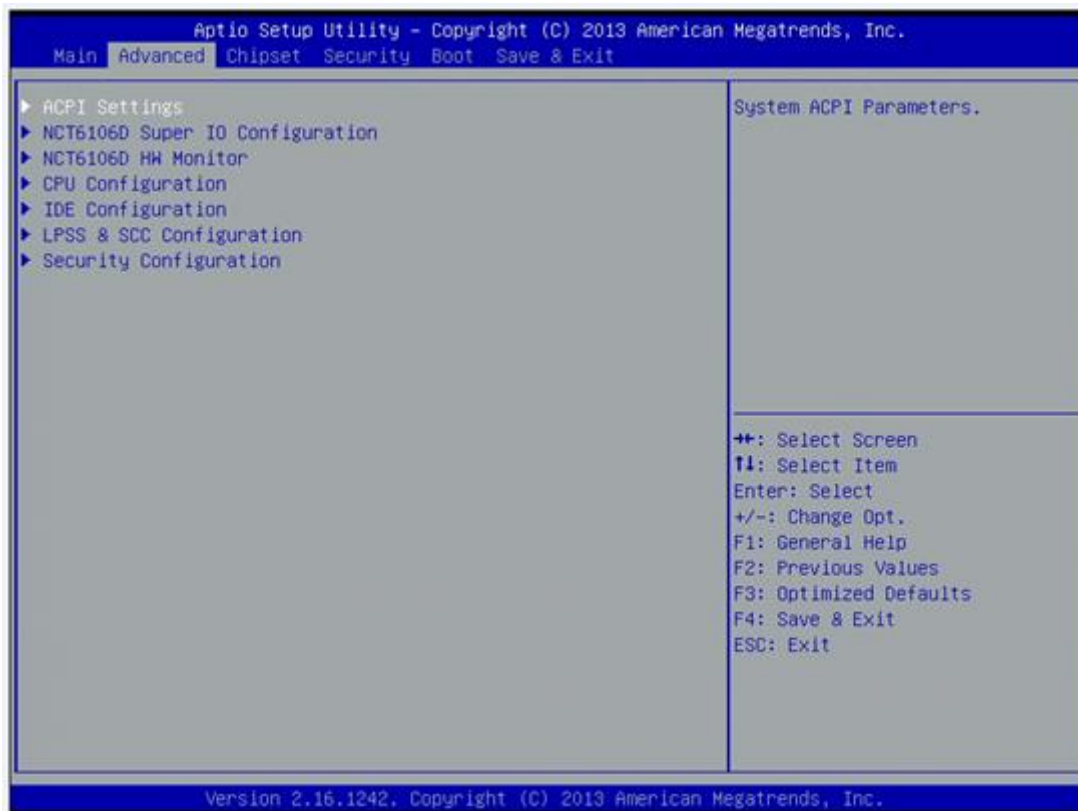 Aptio Setup Utility - Copyright (C) 2013 American Megatrends, Inc.
Main Advanced Chipset Security Boot Save & Exit
▶ ACPI Settings
▶ NCT6106D Super IO Configuration
▶ NCT6106D HW Monitor
▶ CPU Configuration
▶ IDE Configuration
▶ LPSS & SCC Configuration
▶ Security Configuration
System ACPI Parameters.
→←: Select Screen
↑↓: Select Item
Enter: Select
+/-: Change Opt.
F1: General Help
F2: Previous Values
F3: Optimized Defaults
F4: Save & Exit
ESC: Exit
Version 2.16.1242. Copyright (C) 2013 American Megatrends, Inc.